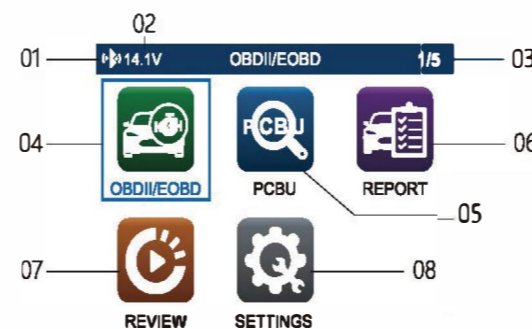 02
01 14.1V OBDII/EOBD 1/5 03
04 PCBU 06
OBDII/EOBD PCBU REPORT
05
07 08
REVIEW SETTINGS